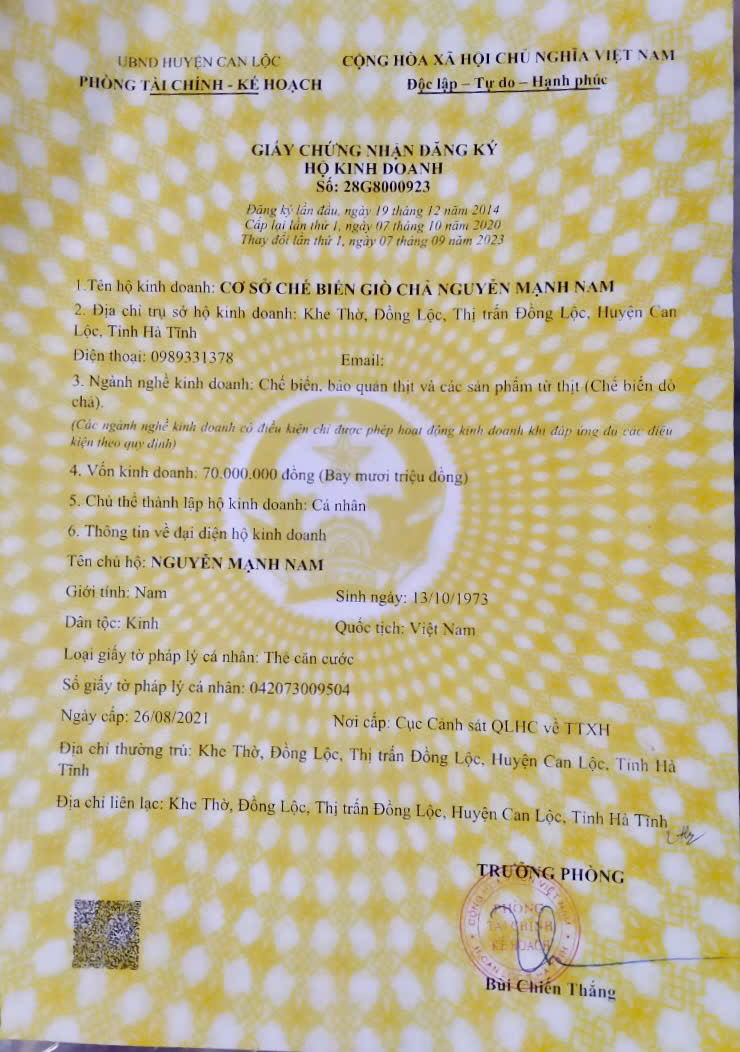 UBND HUYỆN CAN LỘC
PHÒNG TÀI CHÍNH - KẾ HOẠCH
CỘNG HÒA XÃ HỘI CHỦ NGHĨA VIỆT NAM
Độc lập – Tự do – Hạnh phúc
GIẤY CHỨNG NHẬN ĐĂNG KÝ
HỘ KINH DOANH
Số: 28G8000923
Đăng ký lần đầu, ngày 19 tháng 12 năm 2014
Cấp lại lần thứ 1, ngày 07 tháng 10 năm 2020
Thay đổi lần thứ 1, ngày 07 tháng 09 năm 2023
1.Tên hộ kinh doanh: CƠ SỞ CHẾ BIẾN GIÒ CHẢ NGUYỄN MẠNH NAM
2. Địa chỉ trụ sở hộ kinh doanh: Khe Thờ, Đồng Lộc, Thị trấn Đồng Lộc, Huyện Can
Lộc, Tỉnh Hà Tĩnh
Điện thoại: 0989331378 Email:
3. Ngành nghề kinh doanh: Chế biến, bảo quản thịt và các sản phẩm từ thịt (Chế biến dò
chả).
(Các ngành nghề kinh doanh có điều kiện chỉ được phép hoạt động kinh doanh khi đáp ứng đủ các điều
kiện theo quy định)
4. Vốn kinh doanh: 70.000.000 đồng (Bảy mươi triệu đồng)
5. Chủ thể thành lập hộ kinh doanh: Cá nhân
6. Thông tin về đại diện hộ kinh doanh
Tên chủ hộ: NGUYỄN MẠNH NAM
Giới tính: Nam Sinh ngày: 13/10/1973
Dân tộc: Kinh Quốc tịch: Việt Nam
Loại giấy tờ pháp lý cá nhân: Thẻ căn cước
Số giấy tờ pháp lý cá nhân: 042073009504
Ngày cấp: 26/08/2021 Nơi cấp: Cục Cảnh sát QLHC về TTXH
Địa chỉ thường trú: Khe Thờ, Đồng Lộc, Thị trấn Đồng Lộc, Huyện Can Lộc, Tỉnh Hà
Tĩnh
Địa chỉ liên lạc: Khe Thờ, Đồng Lộc, Thị trấn Đồng Lộc, Huyện Can Lộc, Tỉnh Hà Tĩnh
TRƯỞNG PHÒNG
PHÒNG
TÀI CHÍNH
KẾ HOẠCH
Bùi Chiến Thắng